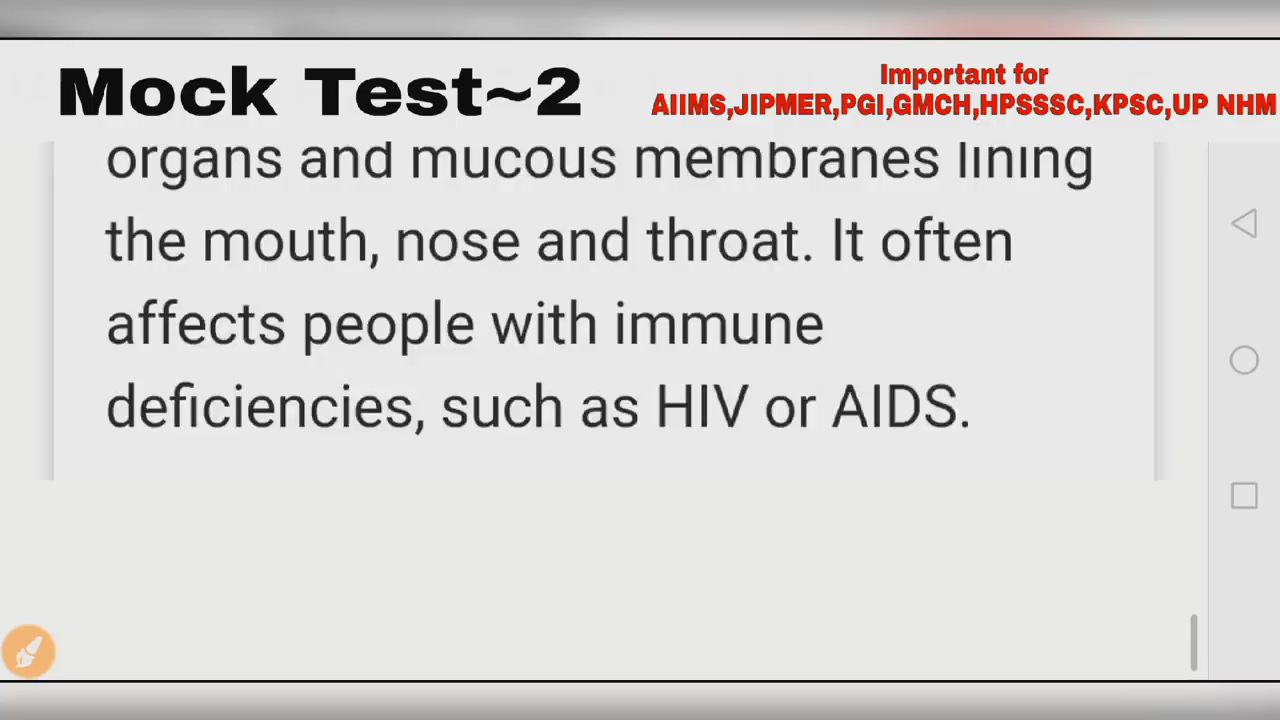 Mock Test~2
Important for
AIIMS,JIPMER,PGI,GMCH,HPSSSC,KPSC,UP NHM
organs and mucous membranes lining
the mouth, nose and throat. It often
affects people with immune
deficiencies, such as HIV or AIDS.